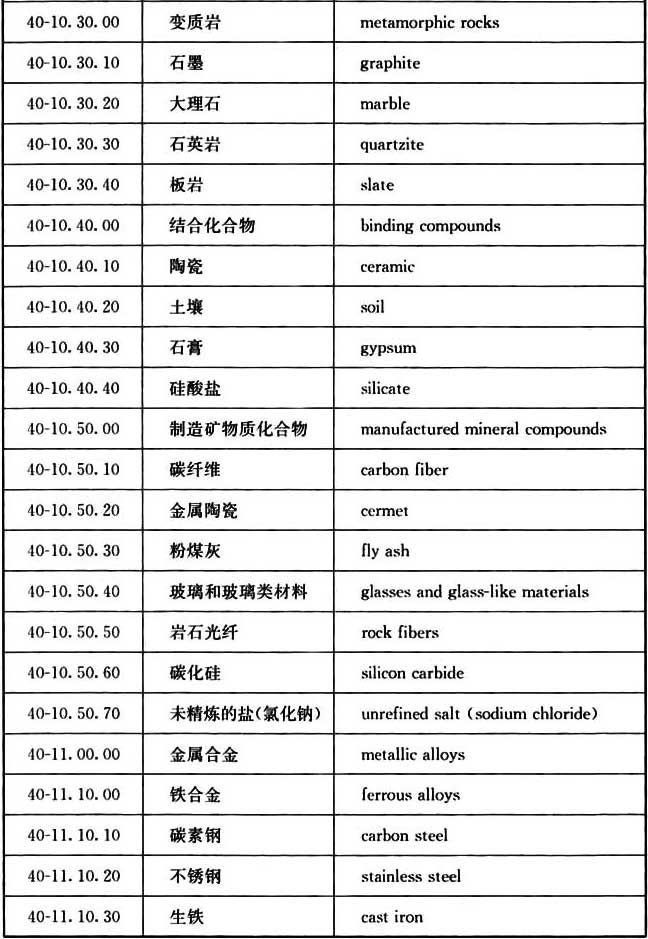 40-10.30.00 变质岩 metamorphic rocks
40-10.30.10 石墨 graphite
40-10.30.20 大理石 marble
40-10.30.30 石英岩 quartzite
40-10.30.40 板岩 slate
40-10.40.00 结合化合物 binding compounds
40-10.40.10 陶瓷 ceramic
40-10.40.20 土壤 soil
40-10.40.30 石膏 gypsum
40-10.40.40 硅酸盐 silicate
40-10.50.00 制造矿物质化合物 manufactured mineral compounds
40-10.50.10 碳纤维 carbon fiber
40-10.50.20 金属陶瓷 cermet
40-10.50.30 粉煤灰 fly ash
40-10.50.40 玻璃和玻璃类材料 glasses and glass-like materials
40-10.50.50 岩石光纤 rock fibers
40-10.50.60 碳化硅 silicon carbide
40-10.50.70 未精炼的盐(氯化钠) unrefined salt (sodium chloride)
40-11.00.00 金属合金 metallic alloys
40-11.10.00 铁合金 ferrous alloys
40-11.10.10 碳素钢 carbon steel
40-11.10.20 不锈钢 stainless steel
40-11.10.30 生铁 cast iron